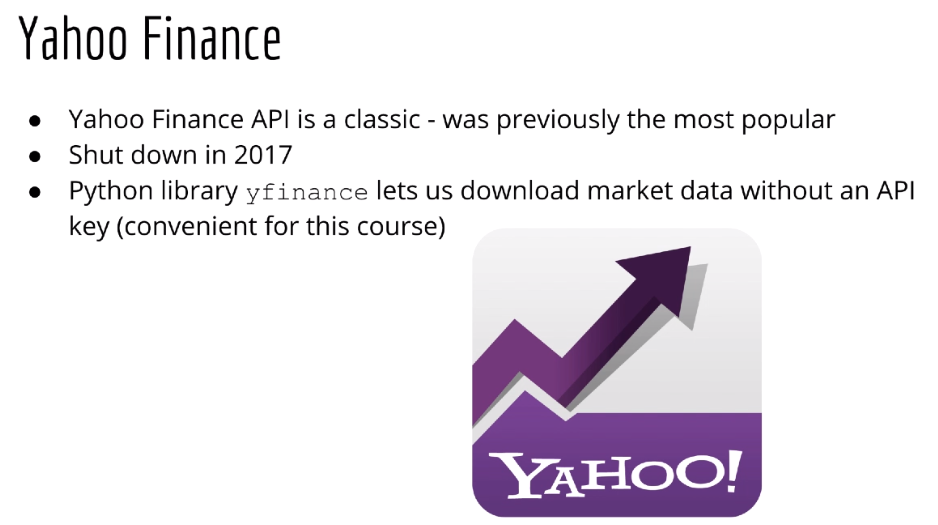 Yahoo Finance
● Yahoo Finance API is a classic - was previously the most popular
● Shut down in 2017
● Python library yfinance lets us download market data without an API
key (convenient for this course)
YAHOO!